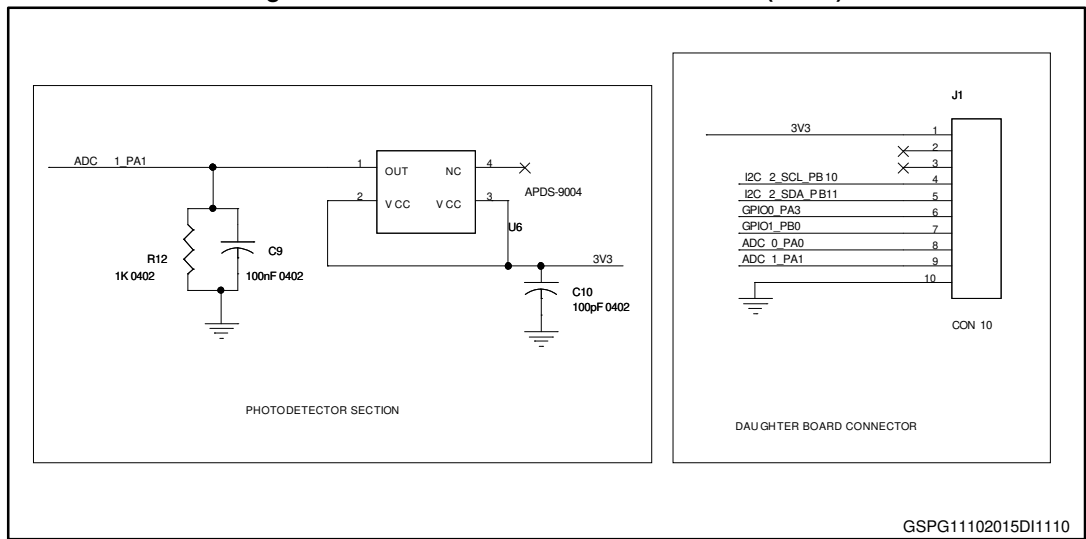 ADC 1_PA1
1
OUT
NC
4
APDS-9004
2
VCC
VCC
3
U6
R12
1K 0402
C9
100nF 0402
3V3
C10
100pF 0402
PHOTODETECTOR SECTION
J1
3V3 1
2
3
I2C 2_SCL_PB10 4
I2C 2_SDA_PB11 5
GPIO0_PA3 6
GPIO1_PB0 7
ADC 0_PA0 8
ADC 1_PA1 9
10
CON 10
DAUGHTER BOARD CONNECTOR
GSPG11102015DI1110